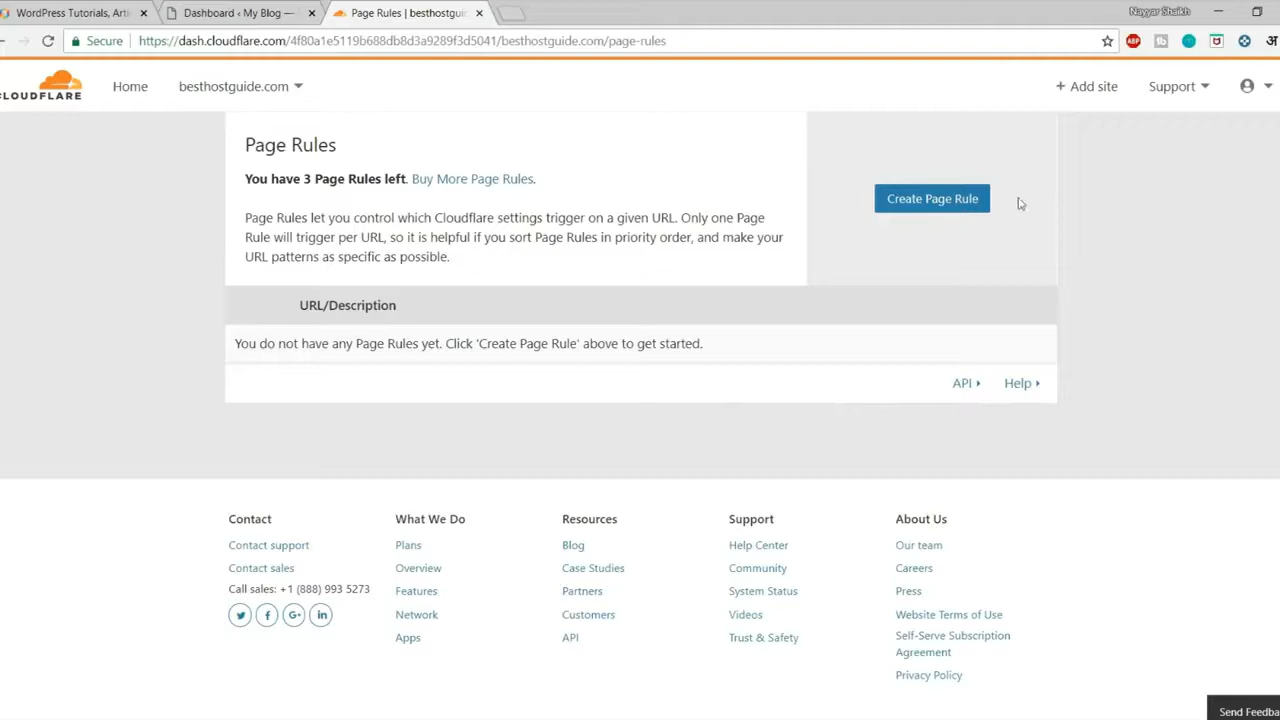 WordPress Tutorials, Arti
Dashboard ‹ My Blog —
Page Rules | besthostgui
Nayyar Shaikh
Secure
https://dash.cloudflare.com/4f80a1e5119b688db8d3a9289f3d5041/besthostguide.com/page-rules
ABP
अ
CLOUDFLARE
Home
besthostguide.com
+ Add site
Support
Page Rules
You have 3 Page Rules left. Buy More Page Rules.
Create Page Rule
Page Rules let you control which Cloudflare settings trigger on a given URL. Only one Page
Rule will trigger per URL, so it is helpful if you sort Page Rules in priority order, and make your
URL patterns as specific as possible.
URL/Description
You do not have any Page Rules yet. Click 'Create Page Rule' above to get started.
API
Help
Contact
Contact support
Contact sales
Call sales: +1 (888) 993 5273
What We Do
Plans
Overview
Features
Network
Apps
Resources
Blog
Case Studies
Partners
Customers
API
Support
Help Center
Community
System Status
Videos
Trust & Safety
About Us
Our team
Careers
Press
Website Terms of Use
Self-Serve Subscription
Agreement
Privacy Policy
Send Feedba